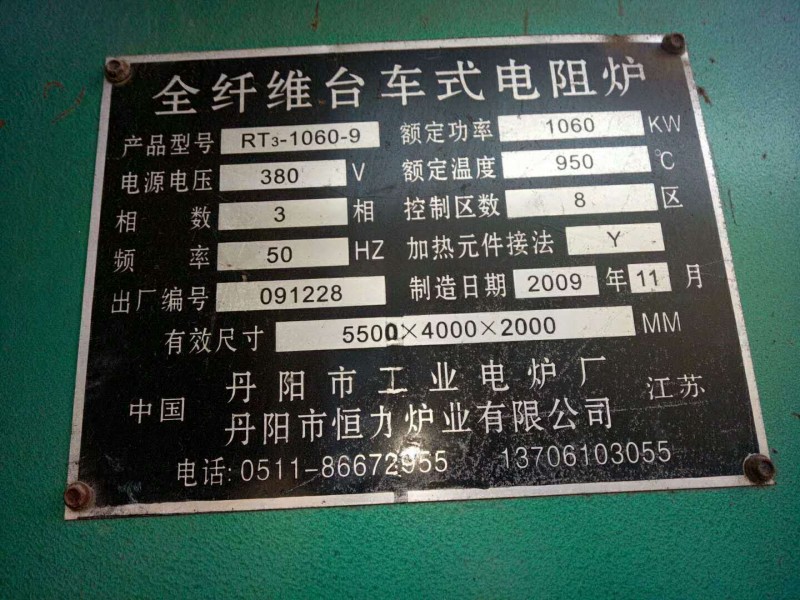 全纤维台车式电阻炉
产品型号 RT3-1060-9 额定功率 1060 KW
电源电压 380 V 额定温度 950 ℃
相数 3 相 控制区数 8 区
频率 50 HZ 加热元件接法 Y
出厂编号 091228 制造日期 2009 年 11 月
有效尺寸 5500×4000×2000 MM
中国 丹阳市工业电炉厂 江苏
丹阳市恒力炉业有限公司
电话:0511-86672955 13706103055